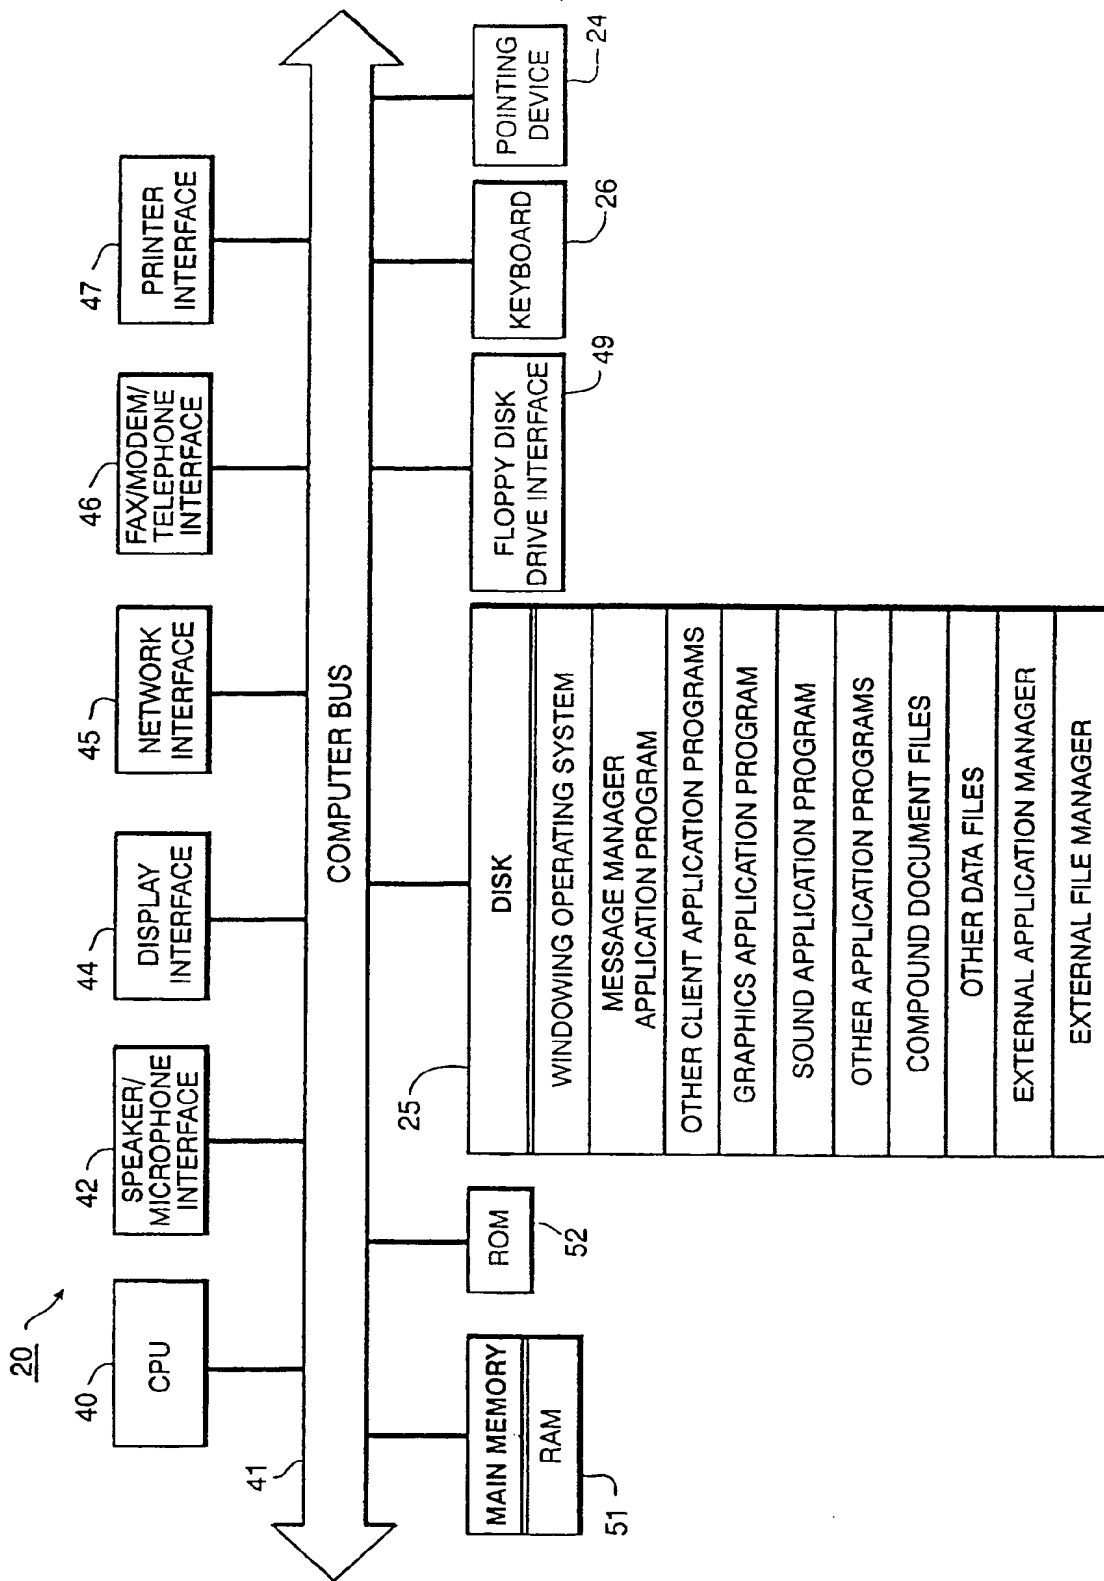 20
40
CPU
42
SPEAKER/
MICROPHONE
INTERFACE
44
DISPLAY
INTERFACE
45
NETWORK
INTERFACE
46
FAX/MODEM/
TELEPHONE
INTERFACE
47
PRINTER
INTERFACE
41
COMPUTER BUS
MAIN MEMORY
RAM
51
ROM
52
25
DISK
WINDOWING OPERATING SYSTEM
MESSAGE MANAGER
APPLICATION PROGRAM
OTHER CLIENT APPLICATION PROGRAMS
GRAPHICS APPLICATION PROGRAM
SOUND APPLICATION PROGRAM
OTHER APPLICATION PROGRAMS
COMPOUND DOCUMENT FILES
OTHER DATA FILES
EXTERNAL APPLICATION MANAGER
EXTERNAL FILE MANAGER
FLOPPY DISK
DRIVE INTERFACE
49
KEYBOARD
26
POINTING
DEVICE
24